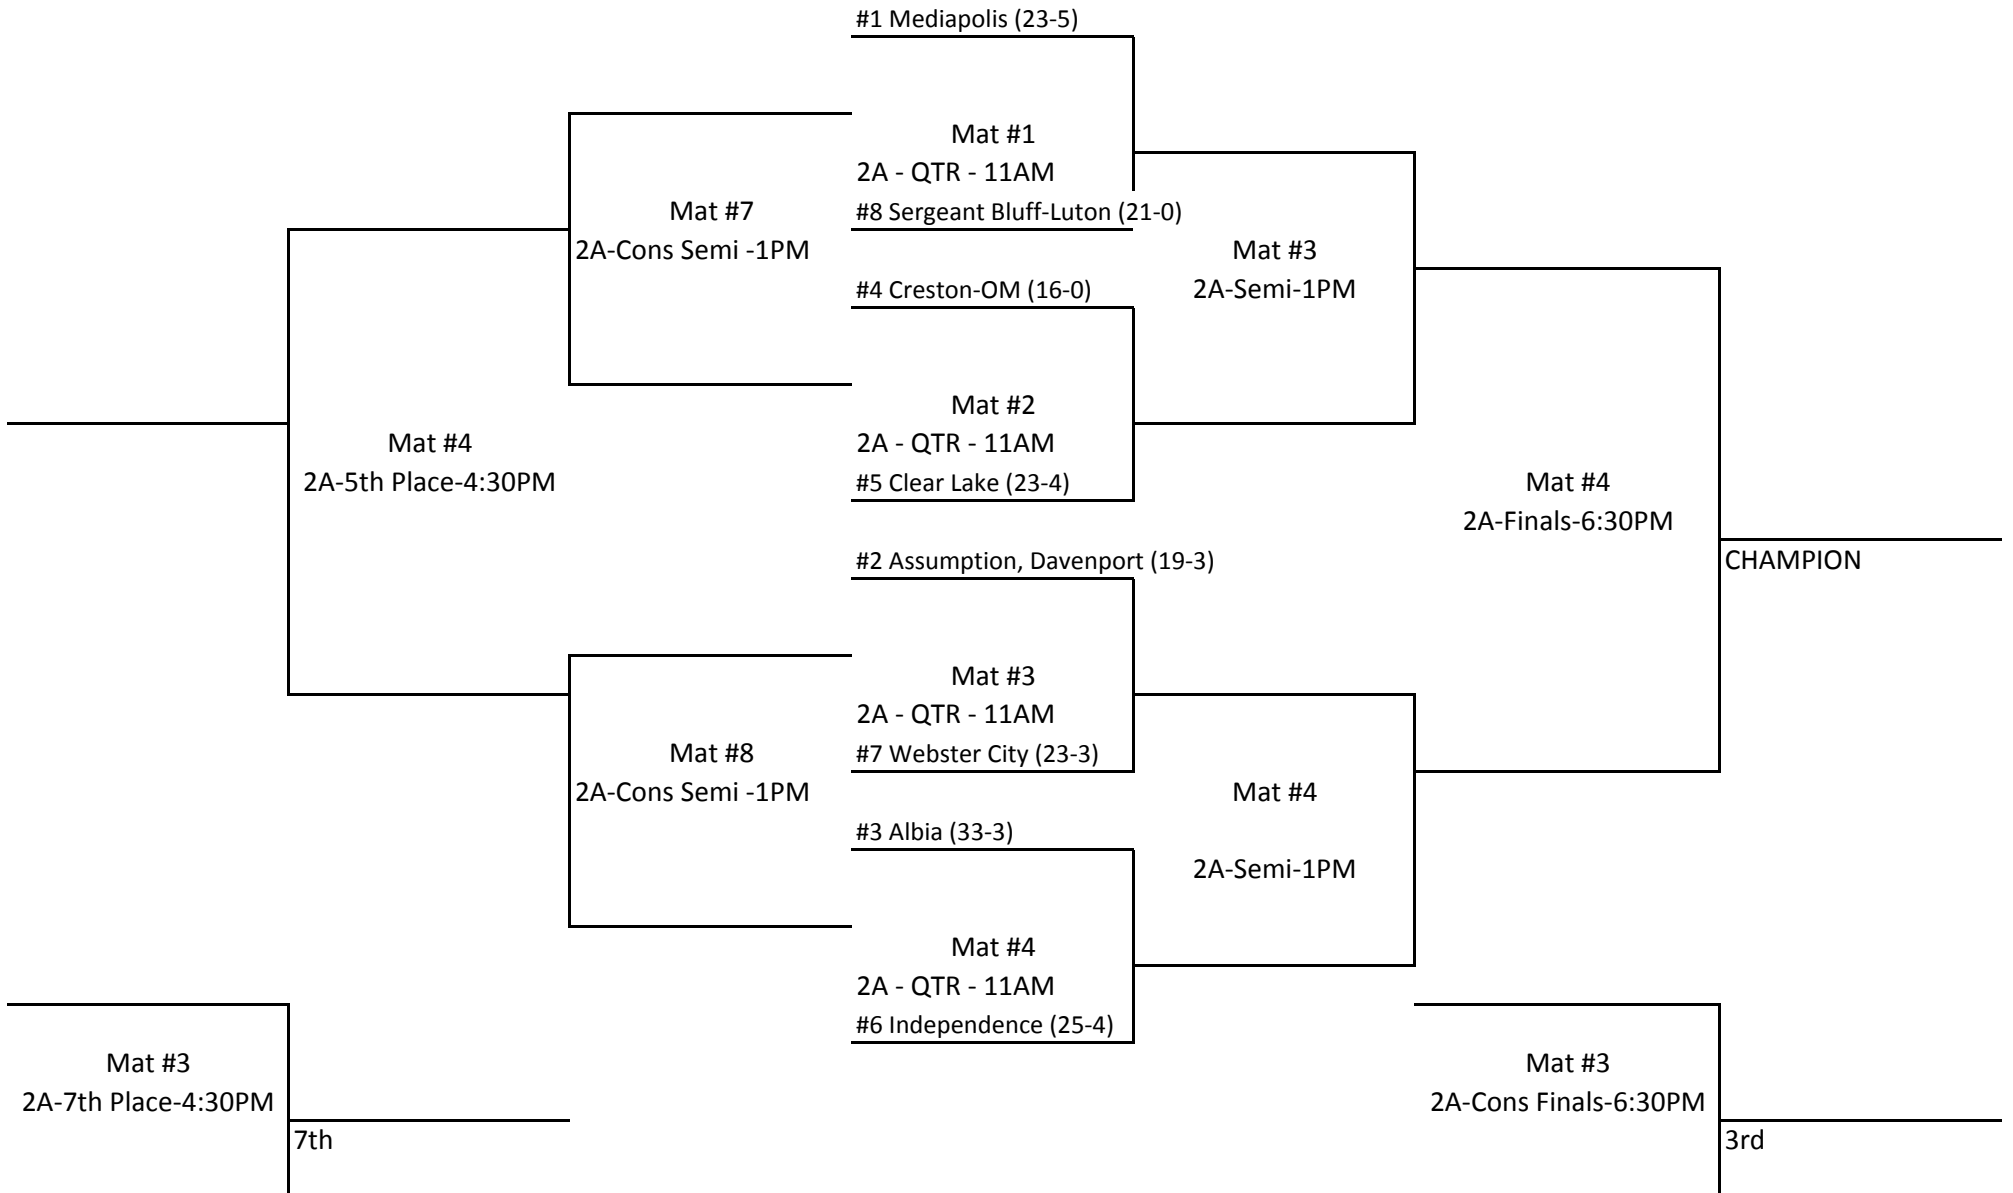 #1 Mediapolis (23-5)
Mat #1
2A - QTR - 11AM
Mat #7
#8 Sergeant Bluff-Luton (21-0)
2A-Cons Semi -1PM
Mat #3
#4 Creston-OM (16-0)
2A-Semi-1PM
Mat #2
Mat #4
2A - QTR - 11AM
2A-5th Place-4:30PM
#5 Clear Lake (23-4)
Mat #4
2A-Finals-6:30PM
#2 Assumption, Davenport (19-3)
CHAMPION
Mat #3
2A - QTR - 11AM
Mat #8
#7 Webster City (23-3)
2A-Cons Semi -1PM
Mat #4
#3 Albia (33-3)
2A-Semi-1PM
Mat #4
2A - QTR - 11AM
#6 Independence (25-4)
Mat #3
2A-7th Place-4:30PM
7th
Mat #3
2A-Cons Finals-6:30PM
3rd